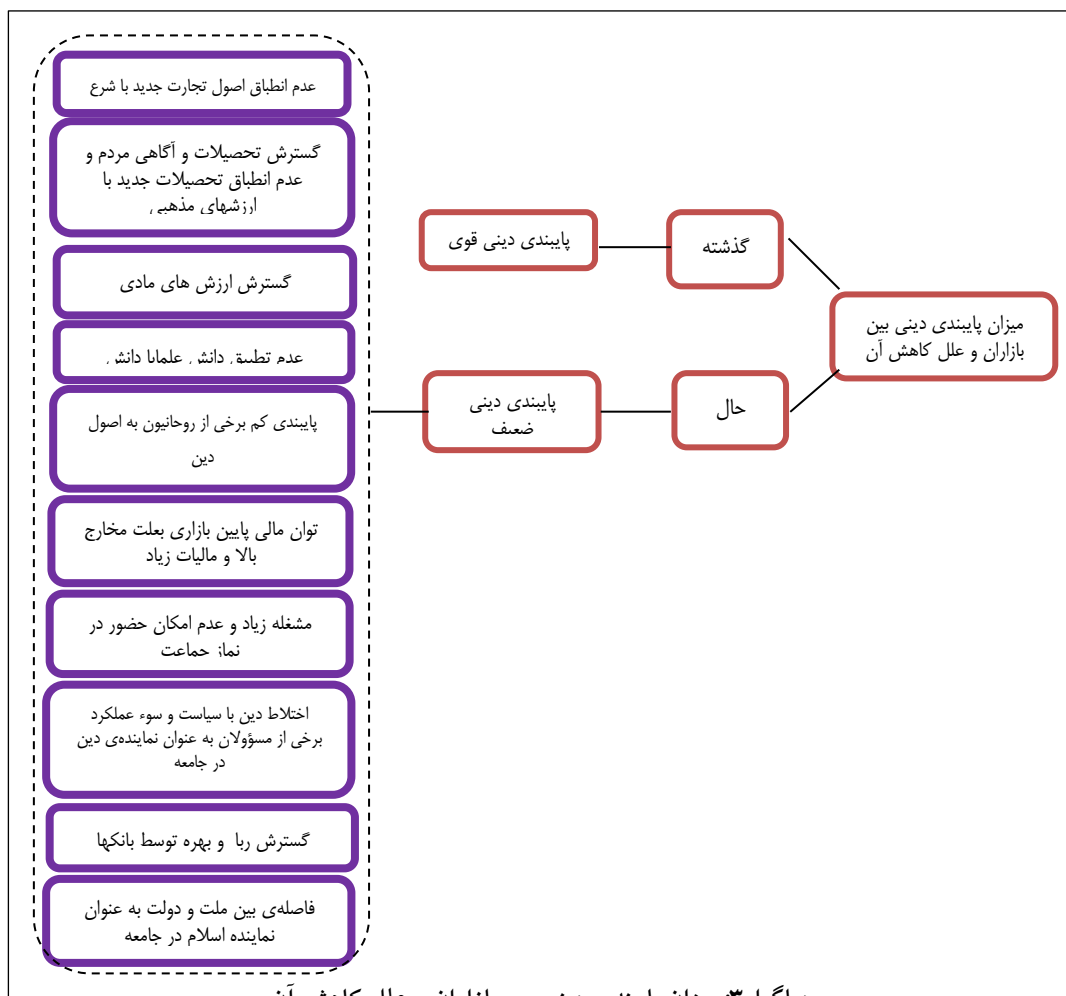 میزان پایبندی دینی بین
بازاران و علل کاهش آن
گذشته
پایبندی دینی قوی
حال
پایبندی دینی
ضعیف
عدم انطباق اصول تجارت جدید با شرع
گسترش تحصیلات و آگاهی مردم و
عدم انطباق تحصیلات جدید با
ارزشهای مذهبی
گسترش ارزش های مادی
عدم تطبیق دانش علمابا دانش
پایبندی کم برخی از روحانیون به اصول
دین
توان مالی پایین بازاری بعلت مخارج
بالا و مالیات زیاد
مشغله زیاد و عدم امکان حضور در
نماز جماعت
اختلاط دین با سیاست و سوء عملکرد
برخی از مسؤولان به عنوان نماینده‌ی دین
در جامعه
گسترش ربا و بهره توسط بانکها
فاصله‌ی بین ملت و دولت به عنوان
نماینده اسلام در جامعه